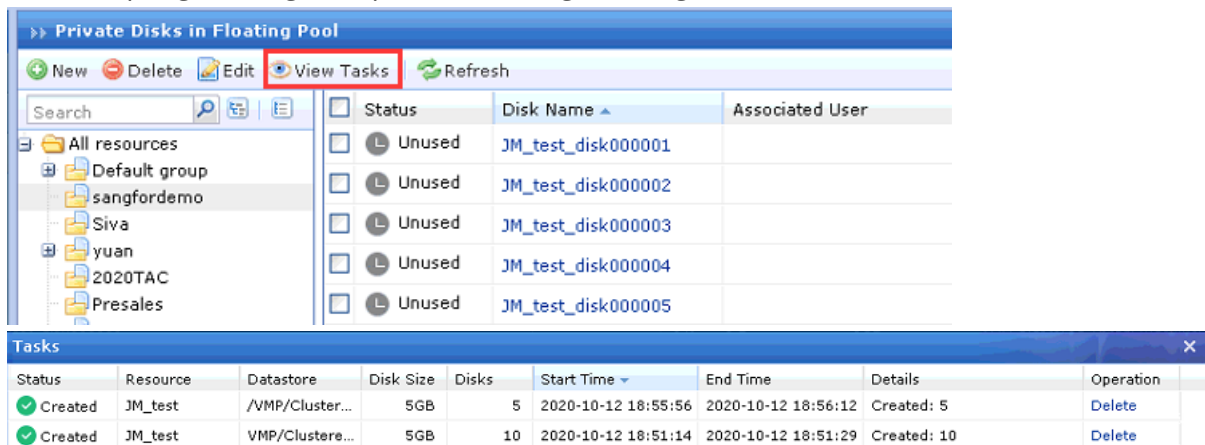 Private Disks in Floating Pool
New Delete Edit View Tasks Refresh
Search Status Disk Name Associated User
All resources
Default group
sangfordemo
Siva
yuan
2020TAC
Presales
Unused JM_test_disk000001
Unused JM_test_disk000002
Unused JM_test_disk000003
Unused JM_test_disk000004
Unused JM_test_disk000005
Tasks
Status Resource Datastore Disk Size Disks Start Time End Time Details Operation
Created JM_test /VMP/Cluster... 5GB 5 2020-10-12 18:55:56 2020-10-12 18:56:12 Created: 5 Delete
Created JM_test VMP/Clustere... 5GB 10 2020-10-12 18:51:14 2020-10-12 18:51:29 Created: 10 Delete